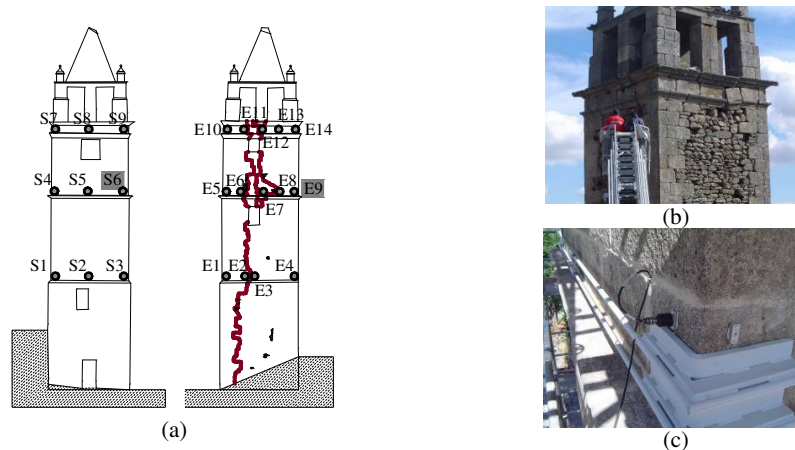 S7 S8 S9
S4 S5 S6
S1 S2 S3
E11 E13
E10 E14
E12
E6 E8
E5 E9
E7
E1 E2 E4
E3
(a)
(b)
(c)